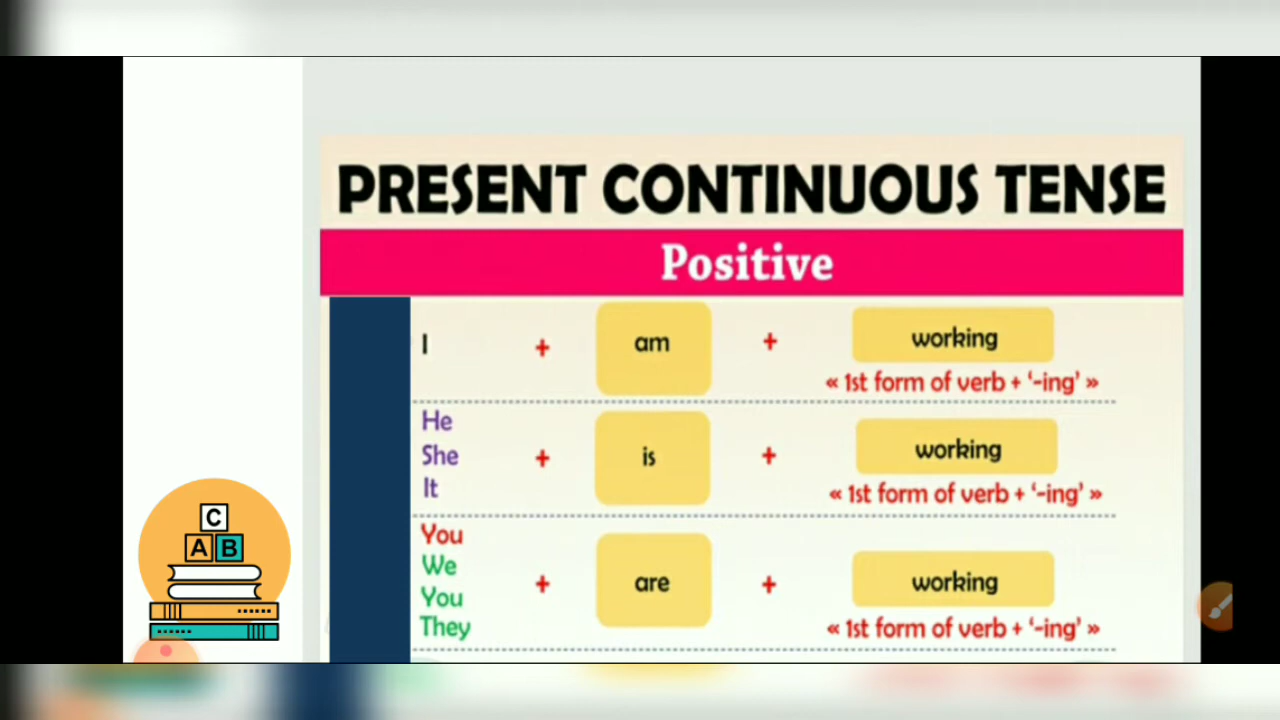 PRESENT CONTINUOUS TENSE
Positive
I + am + working
« 1st form of verb + ‘-ing’ »
He
She + is + working
It
« 1st form of verb + ‘-ing’ »
You
We
You + are + working
They
« 1st form of verb + ‘-ing’ »
C
A B